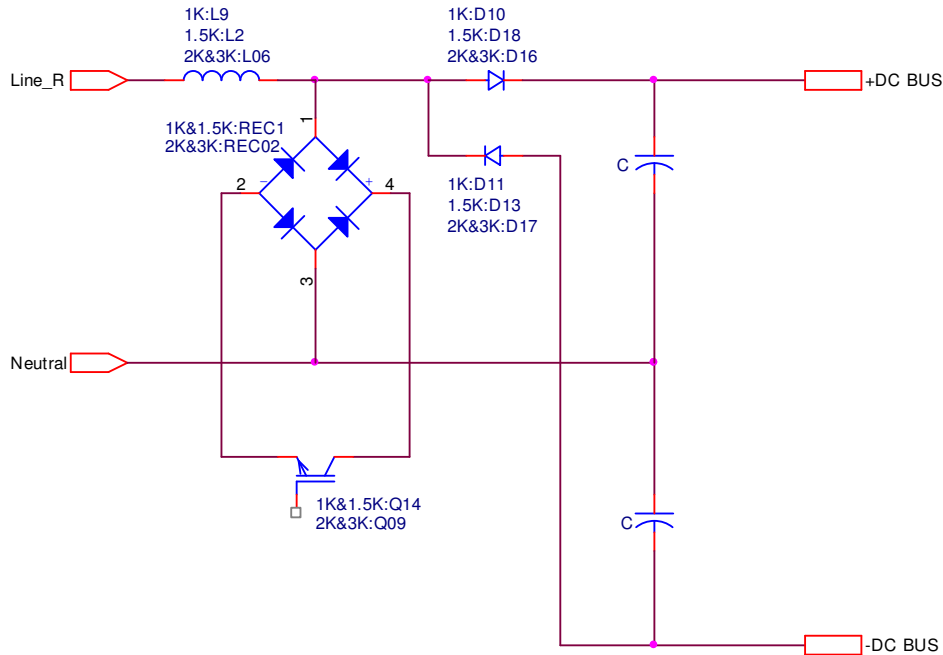 1K:L9
1.5K:L2
2K&3K:L06
1K:D10
1.5K:D18
2K&3K:D16
Line_R
+DC BUS
1
1K&1.5K:REC1
2K&3K:REC02
C
2
−
+
4
1K:D11
1.5K:D13
2K&3K:D17
3
Neutral
1K&1.5K:Q14
2K&3K:Q09
C
-DC BUS